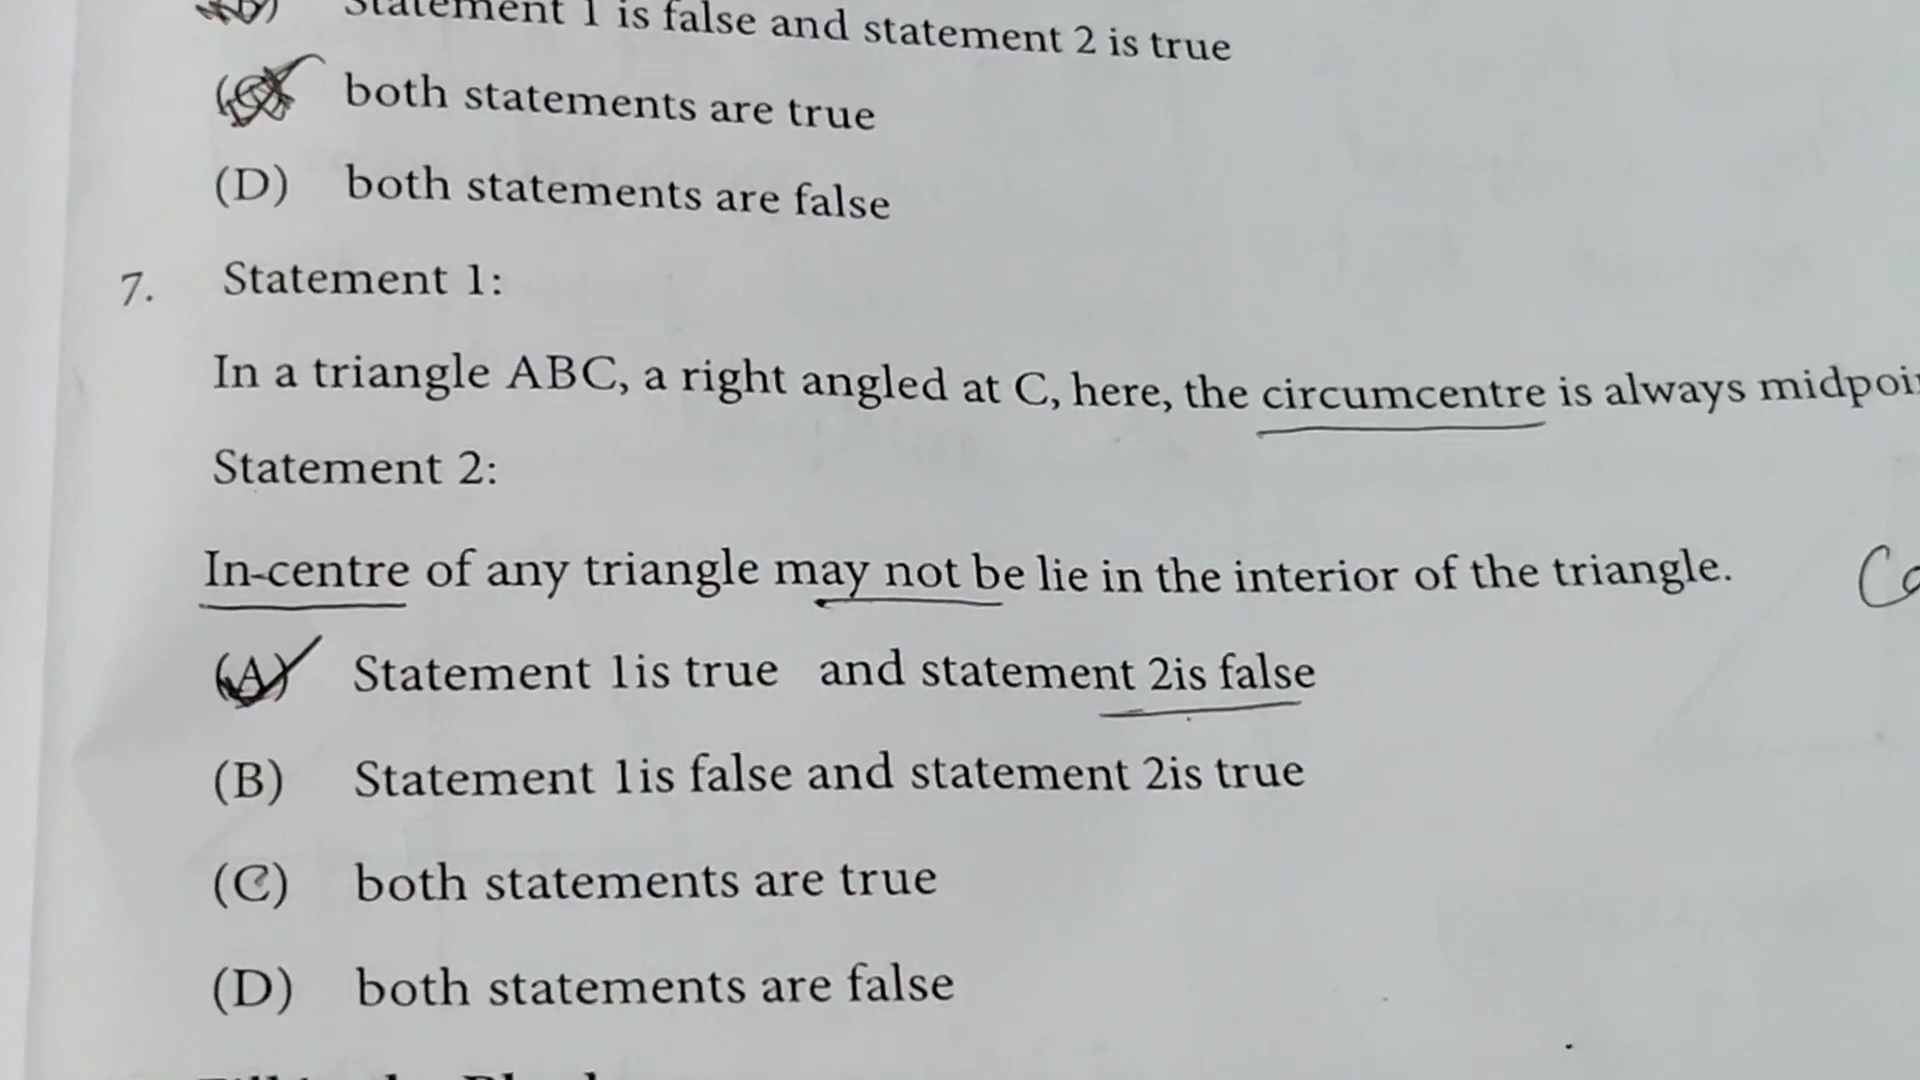 Statement 1 is false and statement 2 is true
both statements are true
(D) both statements are false
7. Statement 1:
In a triangle ABC, a right angled at C, here, the circumcentre is always
Statement 2:
In-centre of any triangle may not be lie in the interior of the triangle.
(A) Statement 1is true and statement 2is false
(B) Statement 1is false and statement 2is true
(C) both statements are true
(D) both statements are false